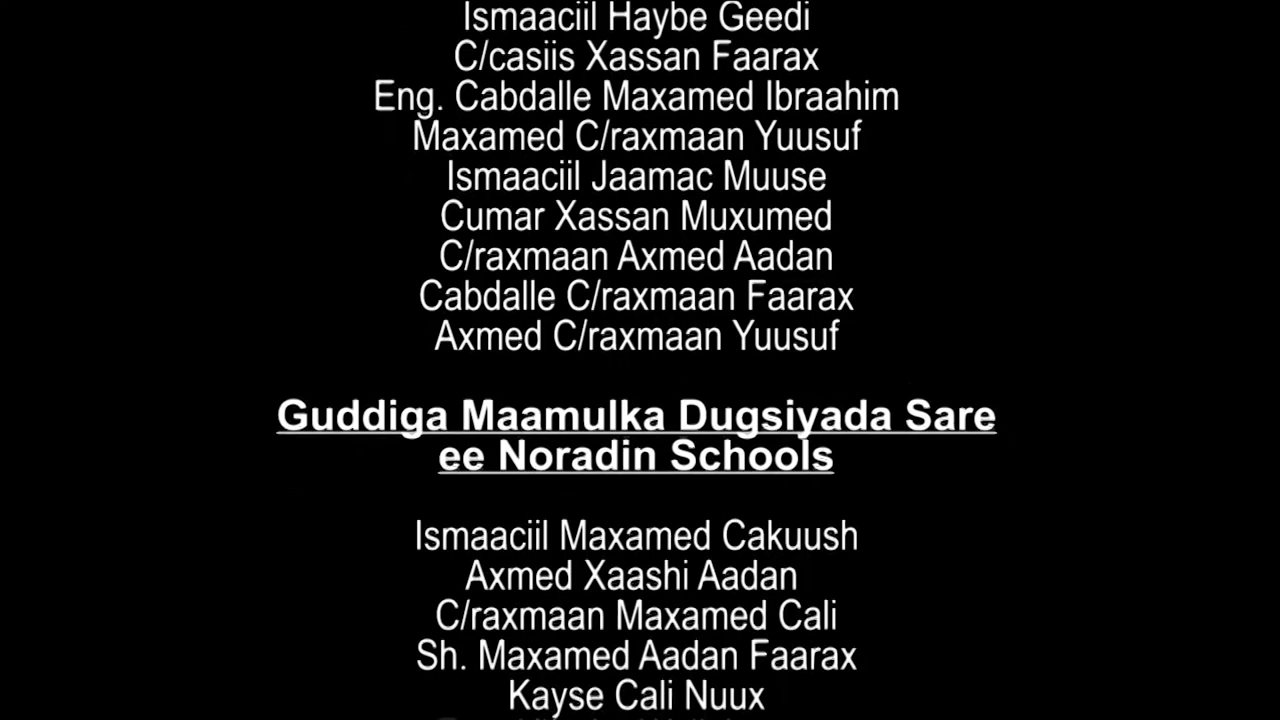 Ismaaciil Haybe Geedi
C/casiis Xassan Faarax
Eng. Cabdalle Maxamed Ibraahim
Maxamed C/raxmaan Yuusuf
Ismaaciil Jaamac Muuse
Cumar Xassan Muxumed
C/raxmaan Axmed Aadan
Cabdalle C/raxmaan Faarax
Axmed C/raxmaan Yuusuf
Guddiga Maamulka Dugsiyada Sare
ee Noradin Schools
Ismaaciil Maxamed Cakuush
Axmed Xaashi Aadan
C/raxmaan Maxamed Cali
Sh. Maxamed Aadan Faarax
Kayse Cali Nuux